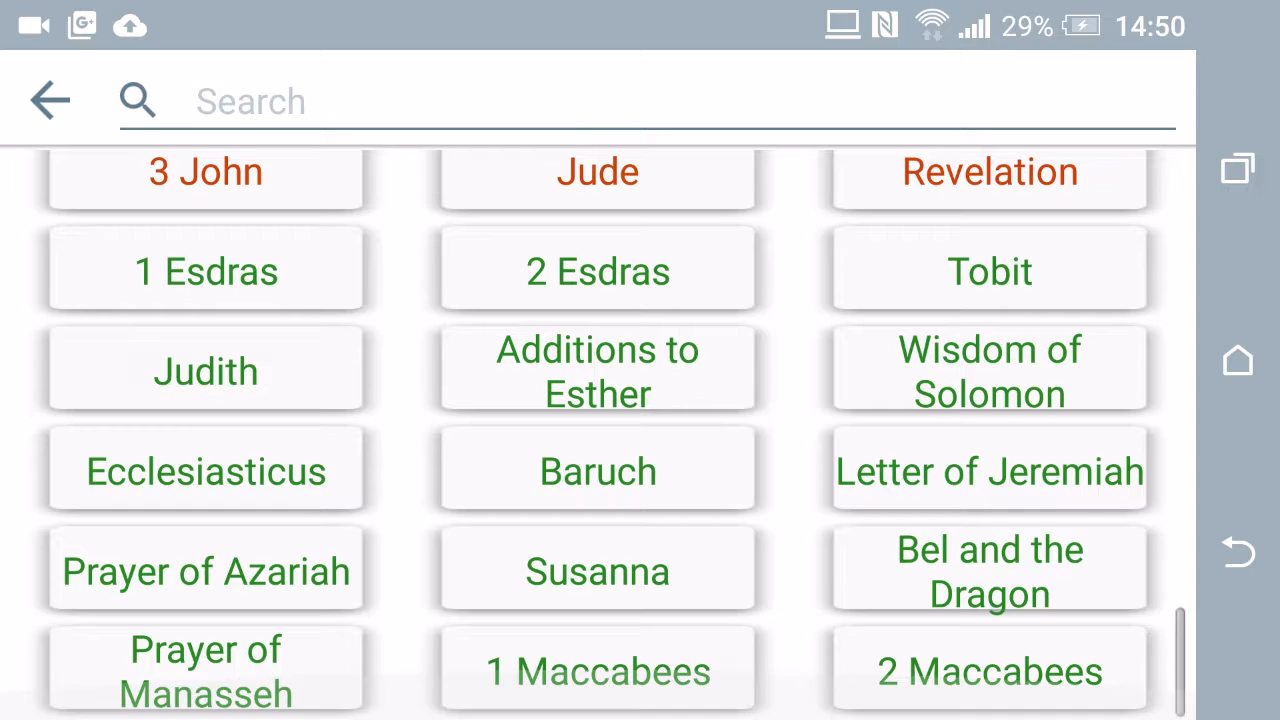 29% 14:50
Search
3 John
Jude
Revelation
1 Esdras
2 Esdras
Tobit
Judith
Additions to
Esther
Wisdom of
Solomon
Ecclesiasticus
Baruch
Letter of Jeremiah
Prayer of Azariah
Susanna
Bel and the
Dragon
Prayer of
Manasseh
1 Maccabees
2 Maccabees